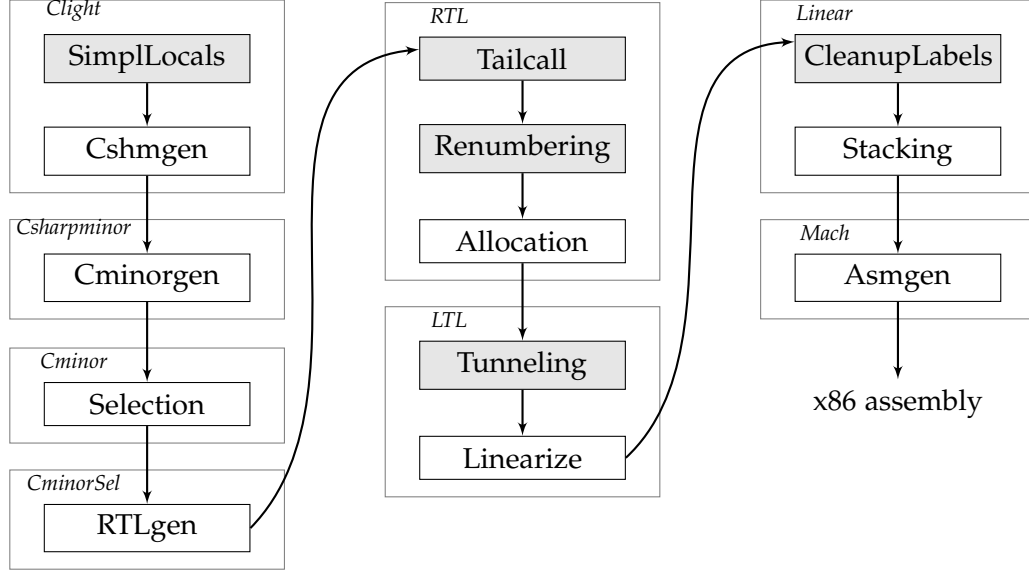 Clight
SimplLocals
Cshmgen
Csharpminor
Cminorgen
Cminor
Selection
CminorSel
RTLgen
RTL
Tailcall
Renumbering
Allocation
LTL
Tunneling
Linearize
Linear
CleanupLabels
Stacking
Mach
Asmgen
x86 assembly